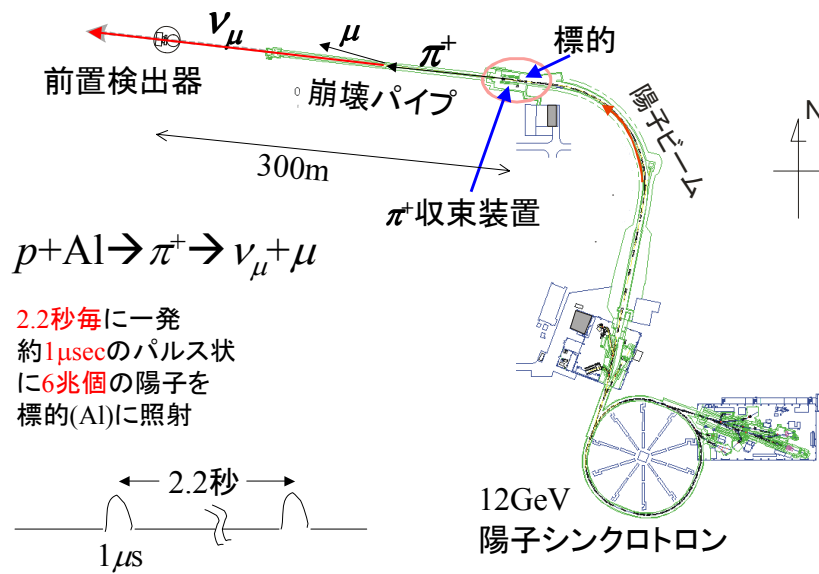 ν_μ
μ
π⁺
標的
前置検出器
崩壊パイプ
陽子ビーム
N
300m
π⁺収束装置
p+Al→π⁺→ν_μ+μ
2.2秒毎に一発
約1μsecのパルス状
に6兆個の陽子を
標的(Al)に照射
2.2秒
1μs
12GeV
陽子シンクロトロン